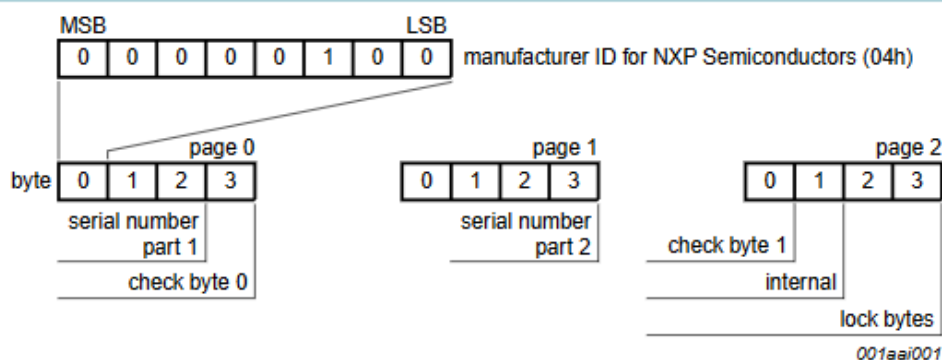 MSB LSB
0 0 0 0 0 1 0 0 manufacturer ID for NXP Semiconductors (04h)
page 0 page 1 page 2
byte 0 1 2 3 0 1 2 3 0 1 2 3
serial number part 1
serial number part 2
check byte 1
check byte 0
internal
lock bytes
001aai001